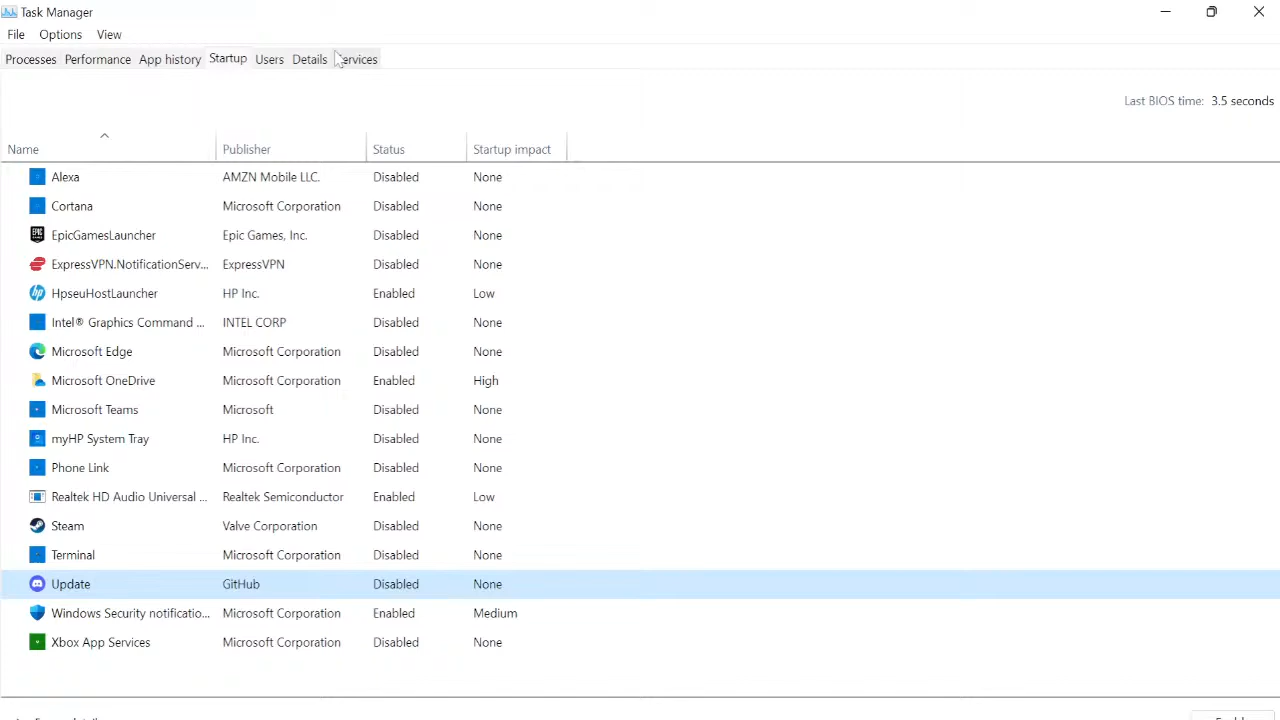 Task Manager
File Options View
Processes Performance App history Startup Users Details ervices
Last BIOS time: 3.5 seconds
Name Publisher Status Startup impact
Alexa AMZN Mobile LLC. Disabled None
Cortana Microsoft Corporation Disabled None
EpicGamesLauncher Epic Games, Inc. Disabled None
ExpressVPN.NotificationServ... ExpressVPN Disabled None
HpseuHostLauncher HP Inc. Enabled Low
Intel® Graphics Command ... INTEL CORP Disabled None
Microsoft Edge Microsoft Corporation Disabled None
Microsoft OneDrive Microsoft Corporation Enabled High
Microsoft Teams Microsoft Disabled None
myHP System Tray HP Inc. Disabled None
Phone Link Microsoft Corporation Disabled None
Realtek HD Audio Universal ... Realtek Semiconductor Enabled Low
Steam Valve Corporation Disabled None
Terminal Microsoft Corporation Disabled None
Update GitHub Disabled None
Windows Security notificatio... Microsoft Corporation Enabled Medium
Xbox App Services Microsoft Corporation Disabled None